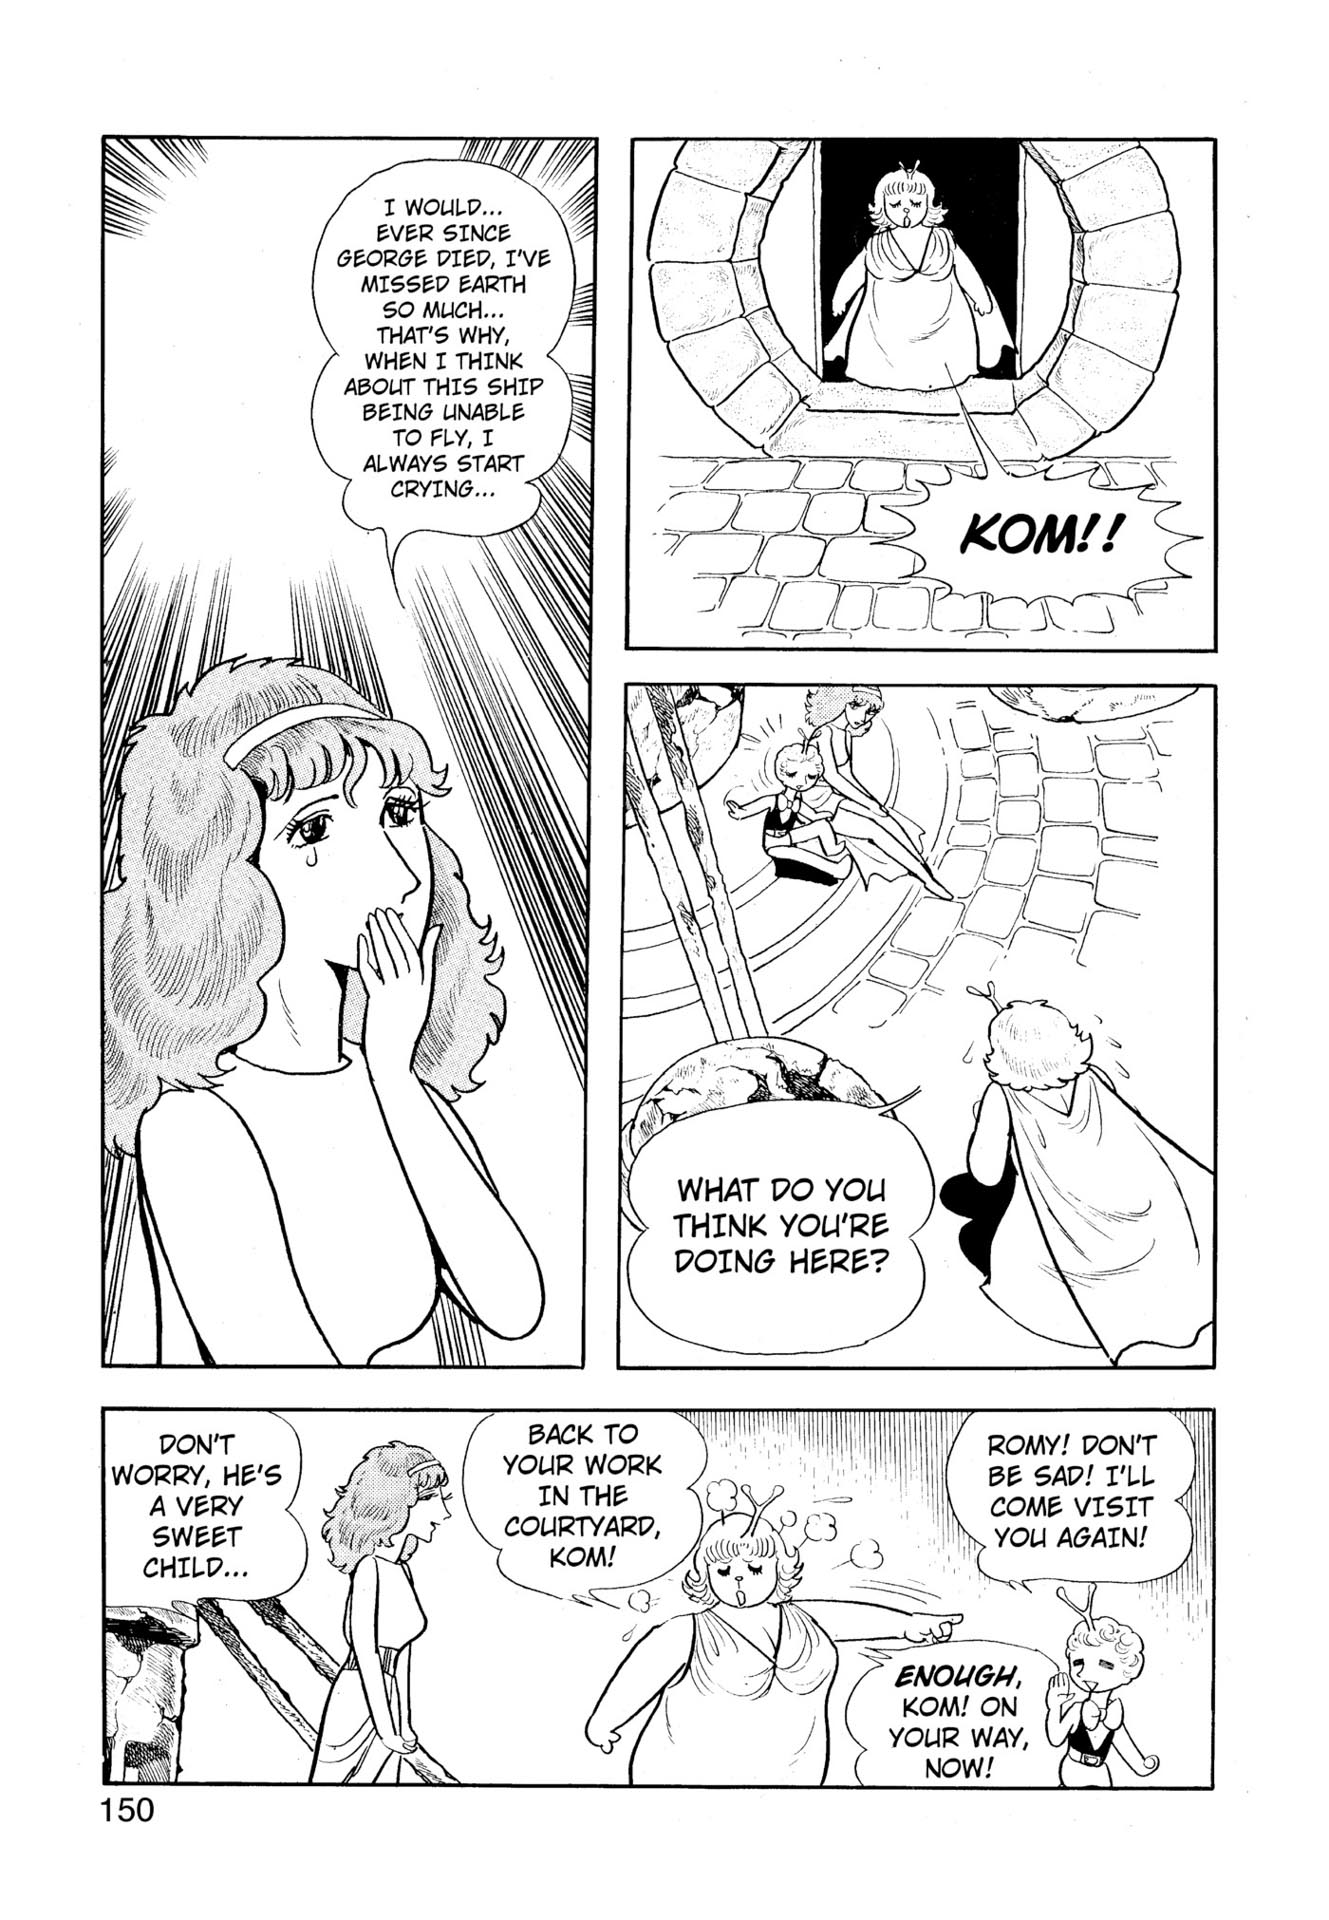 I WOULD...
EVER SINCE
GEORGE DIED, I'VE
MISSED EARTH
SO MUCH...
THAT'S WHY,
WHEN I THINK
ABOUT THIS SHIP
BEING UNABLE
TO FLY, I
ALWAYS START
CRYING...
KOM!!
WHAT DO YOU
THINK YOU'RE
DOING HERE?
DON'T
WORRY, HE'S
A VERY
SWEET
CHILD...
BACK TO
YOUR WORK
IN THE
COURTYARD,
KOM!
ROMY! DON'T
BE SAD! I'LL
COME VISIT
YOU AGAIN!
ENOUGH,
KOM! ON
YOUR WAY,
NOW!
150